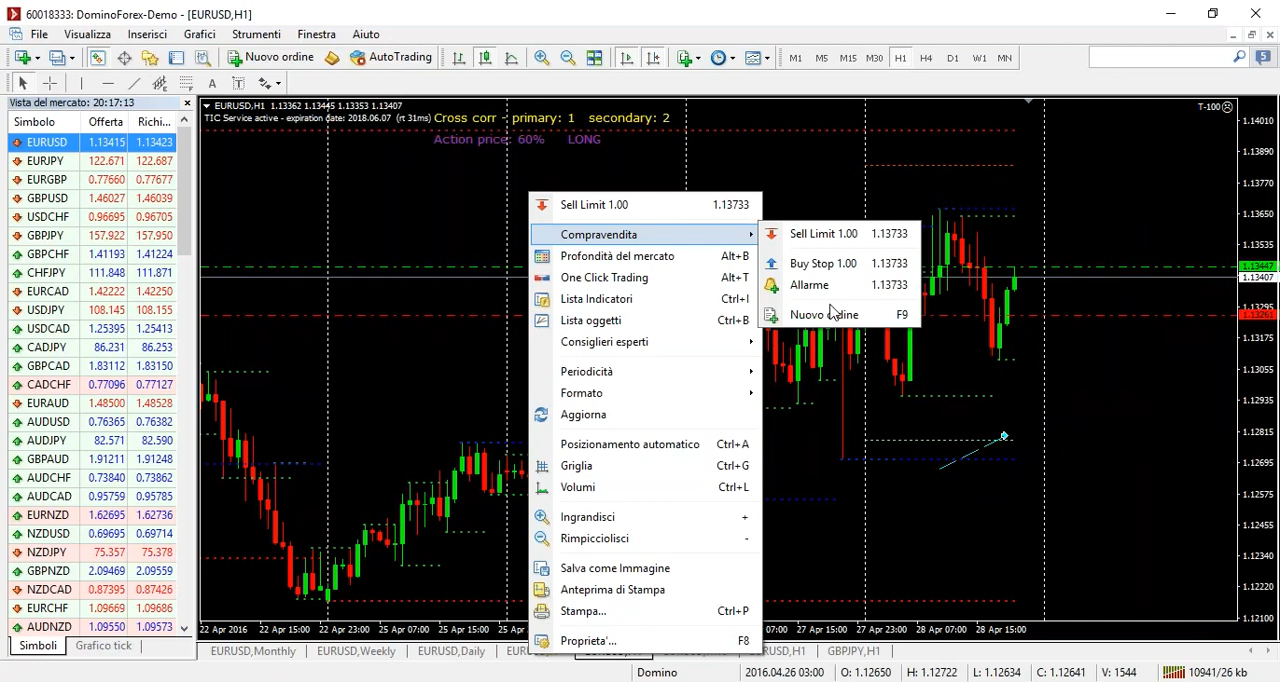 60018333: DominoForex-Demo - [EURUSD,H1]
File Visualizza Inserisci Grafici Strumenti Finestra Aiuto
Nuovo ordine AutoTrading M1 M5 M15 M30 H1 H4 D1 W1 MN 5
A T
Vista del mercato: 20:17:13
Simbolo Offerta Richi...
EURUSD 1.13415 1.13423
EURJPY 122.671 122.687
EURGBP 0.77660 0.77677
GBPUSD 1.46027 1.46039
USDCHF 0.96695 0.96705
GBPJPY 157.922 157.950
GBPCHF 1.41193 1.41224
CHFJPY 111.848 111.871
EURCAD 1.42222 1.42250
USDJPY 108.145 108.155
USDCAD 1.25395 1.25413
CADJPY 86.231 86.253
GBPCAD 1.83112 1.83150
CADCHF 0.77096 0.77127
EURAUD 1.48500 1.48528
AUDUSD 0.76365 0.76382
AUDJPY 82.571 82.590
GBPAUD 1.91211 1.91248
AUDCHF 0.73840 0.73862
AUDCAD 0.95759 0.95785
EURNZD 1.62695 1.62736
NZDUSD 0.69695 0.69714
NZDJPY 75.357 75.378
GBPNZD 2.09469 2.09559
NZDCAD 0.87395 0.87426
EURCHF 1.09669 1.09686
AUDNZD 1.09550 1.09573
Simboli Grafico tick
EURUSD,H1 1.13362 1.13445 1.13353 1.13407
T1C Service active - expiration date: 2018.06.07 (rt 31ms)
Cross corr - primary: 1 secondary: 2
Action price: 60% LONG
T-100
Sell Limit 1.00 1.13733
Compravendita
Profondità del mercato Alt+B
One Click Trading Alt+T
Lista Indicatori Ctrl+I
Lista oggetti Ctrl+B
Consiglieri esperti
Periodicità
Formato
Aggiorna
Posizionamento automatico Ctrl+A
Griglia Ctrl+G
Volumi Ctrl+L
Ingrandisci +
Rimpicciolisci -
Salva come Immagine
Anteprima di Stampa
Stampa... Ctrl+P
Proprieta'... F8
Sell Limit 1.00 1.13733
Buy Stop 1.00 1.13733
Allarme 1.13733
Nuovo ordine F9
1.14010
1.13890
1.13770
1.13650
1.13535
1.13447
1.13407
1.13295
1.13261
1.13175
1.13055
1.12935
1.12815
1.12695
1.12575
1.12455
1.12340
1.12220
1.12100
22 Apr 2016 22 Apr 15:00 22 Apr 23:00 25 Apr 07:00 25 Apr 15:00 25 Ap 07:00 27 Apr 15:00 27 Apr 23:00 28 Apr 07:00 28 Apr 15:00
EURUSD,Monthly EURUSD,Weekly EURUSD,Daily GBPJPY,H1
Domino 2016.04.26 03:00 O: 1.12650 H: 1.12722 L: 1.12634 C: 1.12641 V: 1544 10941/26 kb